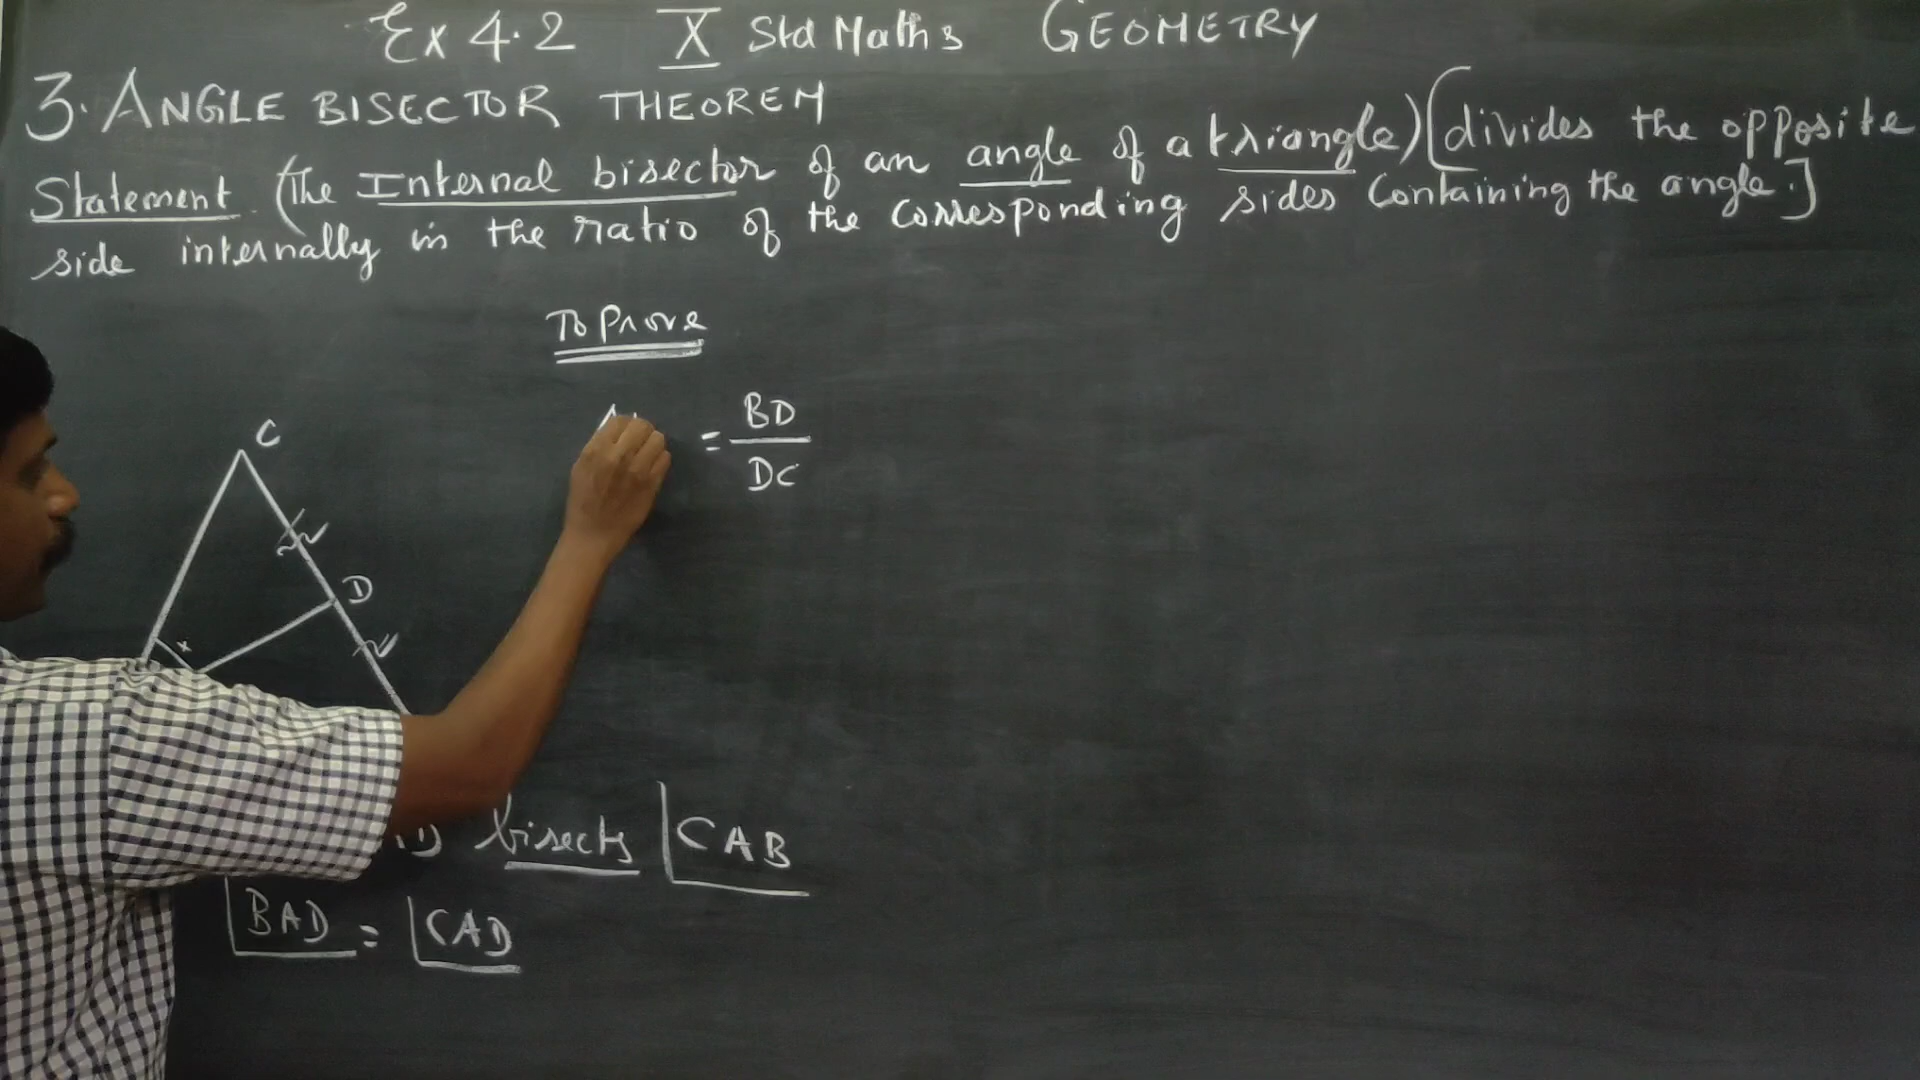 Ex 4.2 X Std Maths GEOMETRY
3. ANGLE BISECTOR THEOREM
Statement. (The Internal bisector of an angle of a triangle) [divides the opposite
side internally in the ratio of the corresponding sides Containing the angle.]
To Prove
= BD
DC
C
D
x
bisects CAB
BAD = CAD